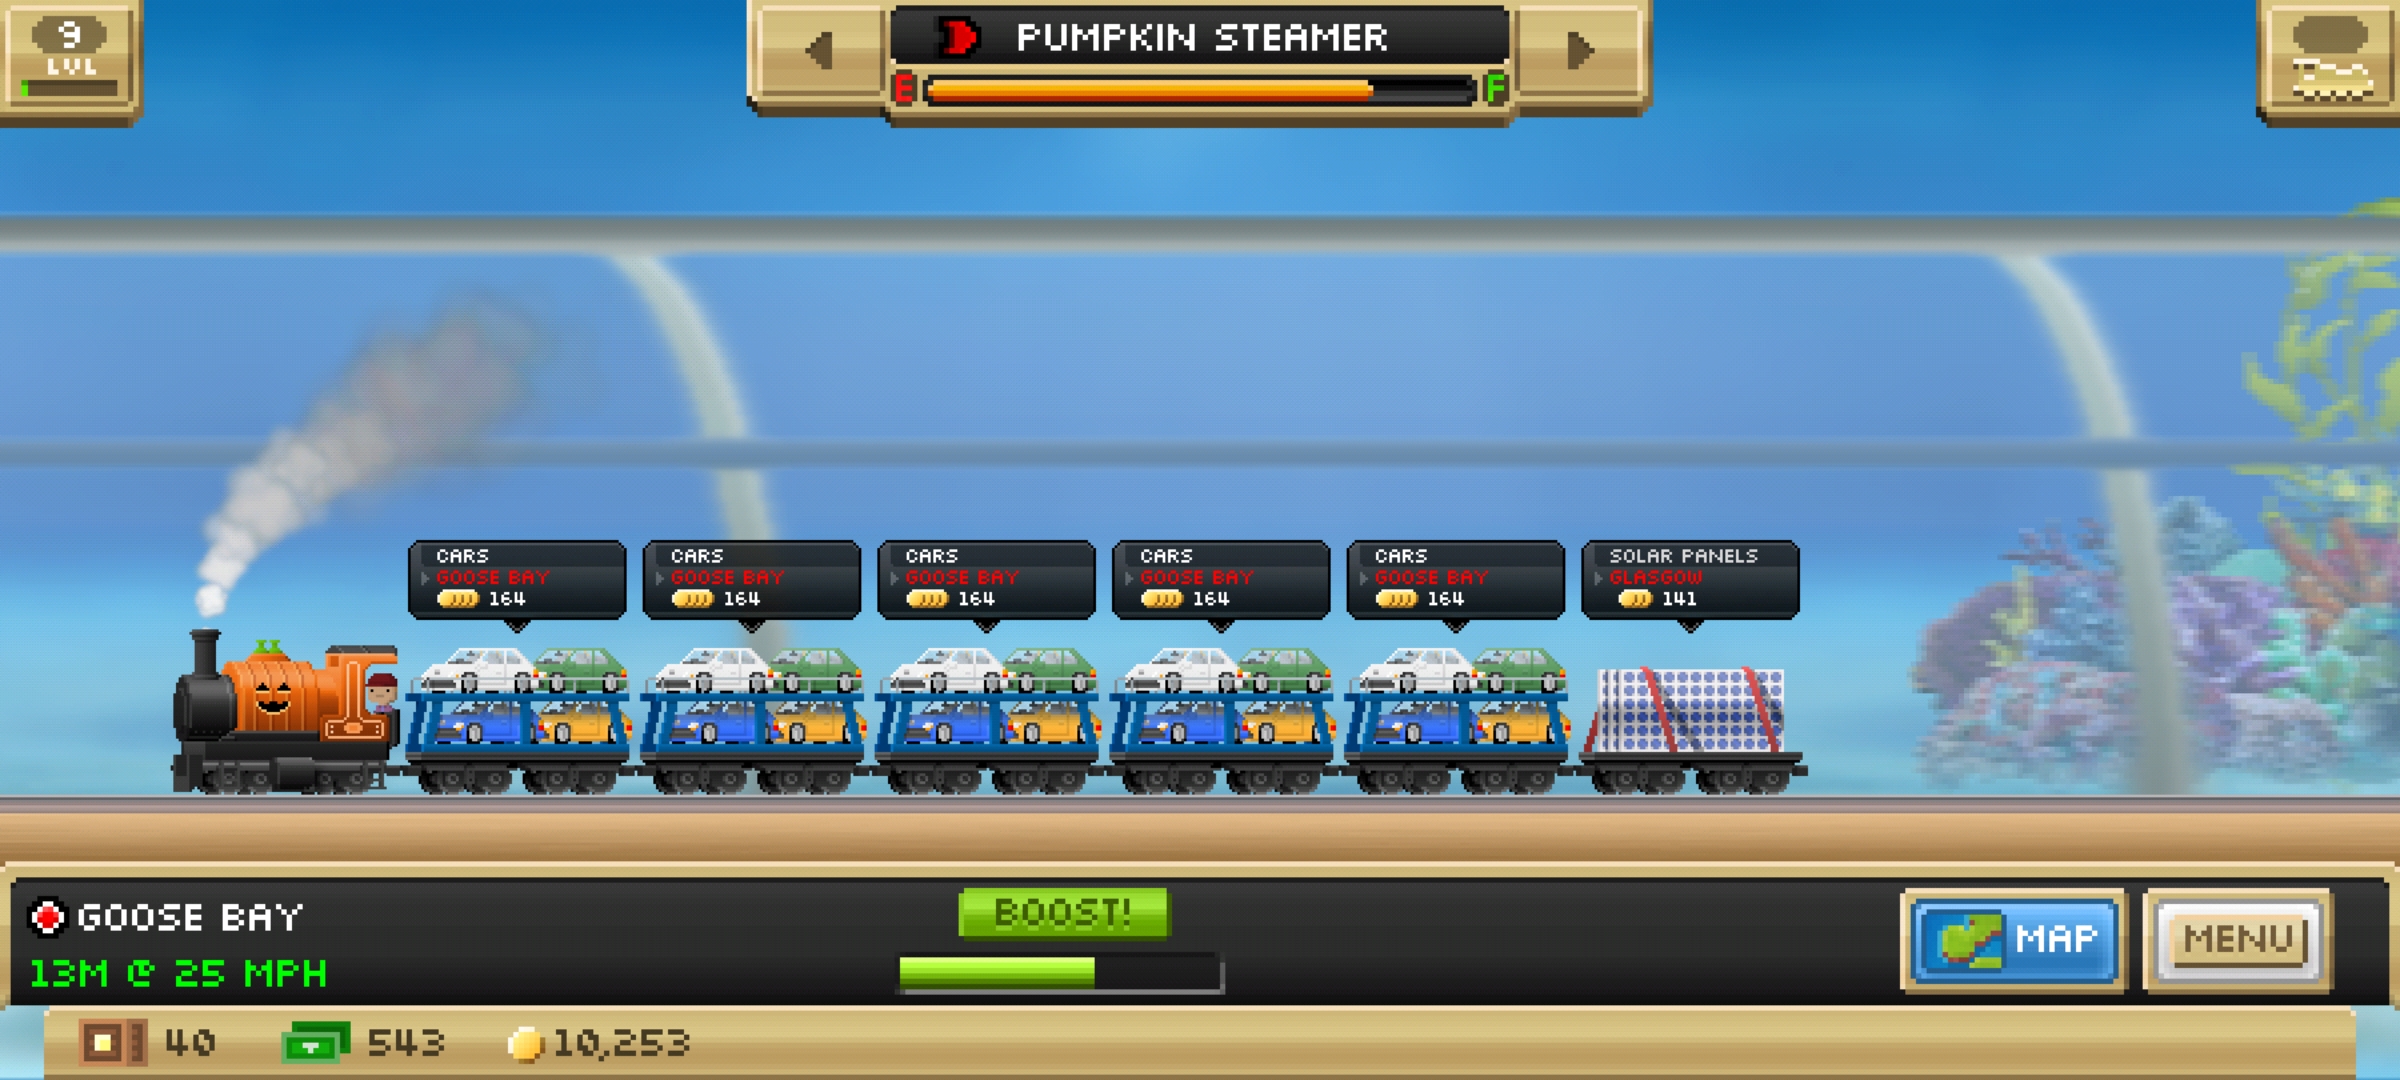 9
LVL
PUMPKIN STEAMER
E F
CARS
GOOSE BAY
164
CARS
GOOSE BAY
164
CARS
GOOSE BAY
164
CARS
GOOSE BAY
164
CARS
GOOSE BAY
164
SOLAR PANELS
GLASGOW
141
GOOSE BAY
13M @ 25 MPH
BOOST!
MAP
MENU
40
543
10,253